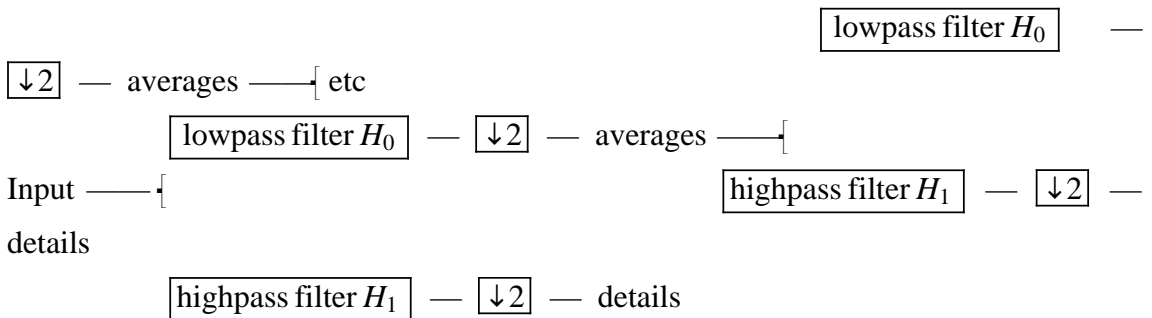 lowpass filter H₀ —
↓2 — averages ——[ etc
lowpass filter H₀ — ↓2 — averages ——[
Input ——[
highpass filter H₁ — ↓2 —
details
highpass filter H₁ — ↓2 — details